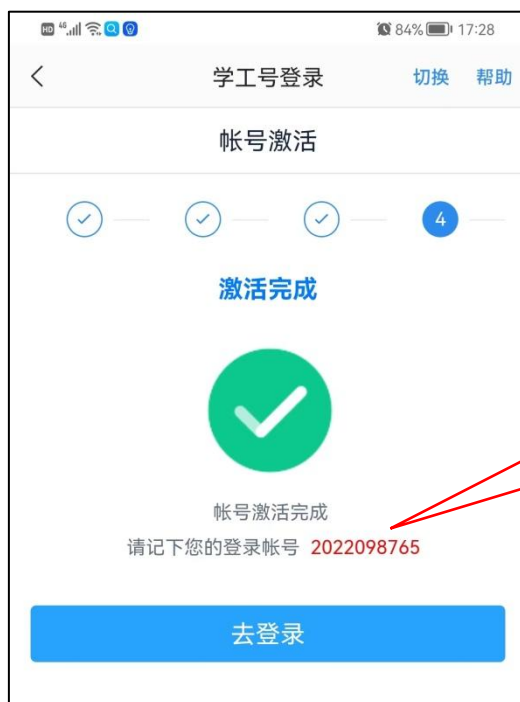 HD 4G 84% 17:28
学工号登录 切换 帮助
帐号激活
4
激活完成
帐号激活完成
请记下您的登录帐号 2022098765
去登录